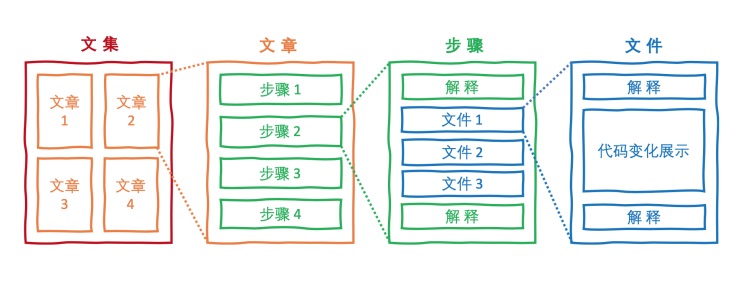 文集
文章
1
文章
2
文章
3
文章
4
文章
步骤 1
步骤 2
步骤 3
步骤 4
步骤
解释
文件 1
文件 2
文件 3
解释
文件
解释
代码变化展示
解释